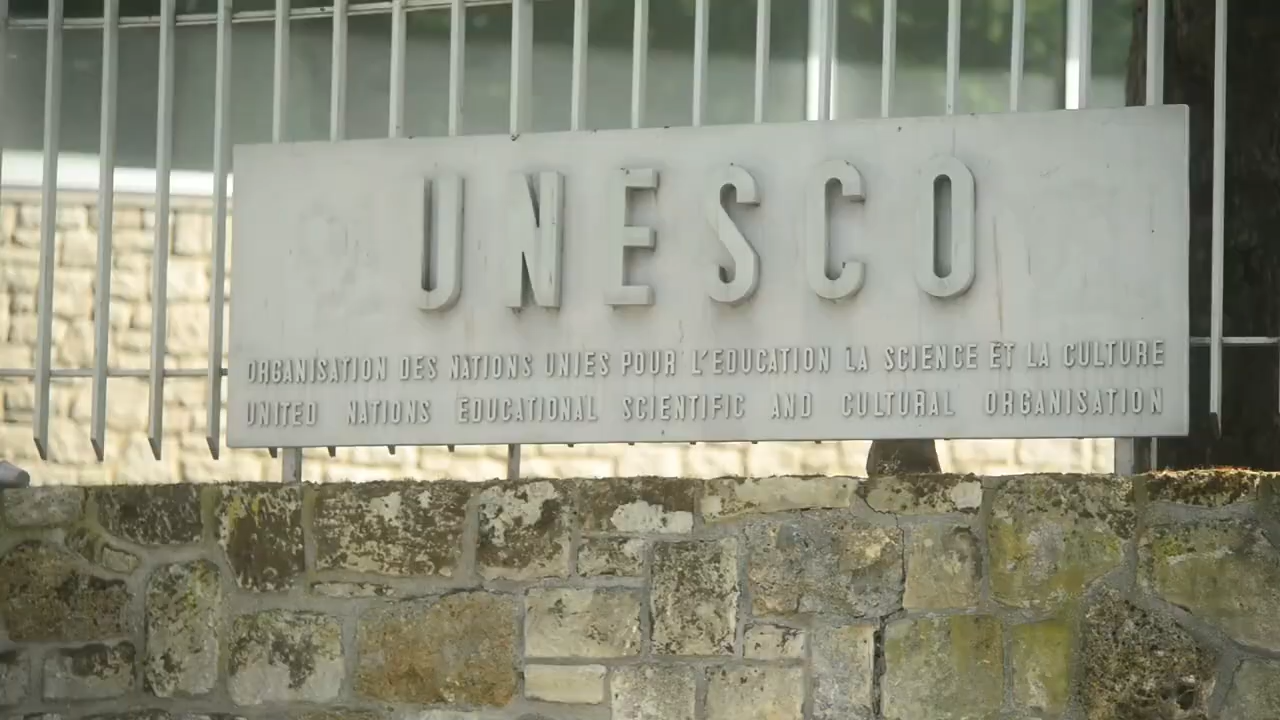 UNESCO
ORGANISATION DES NATIONS UNIES POUR L'EDUCATION LA SCIENCE ET LA CULTURE
UNITED NATIONS EDUCATIONAL SCIENTIFIC AND CULTURAL ORGANISATION